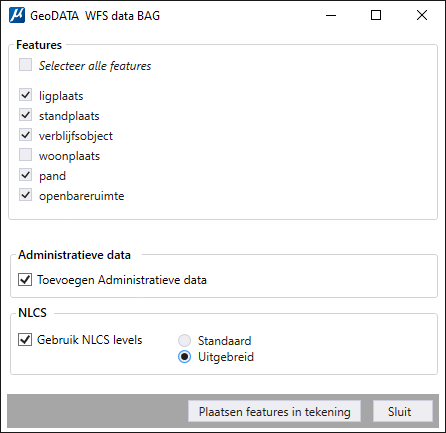 GeoDATA WFS data BAG
Features
Selecteer alle features
ligplaats
standplaats
verblijfsobject
woonplaats
pand
openbareruimte
Administratieve data
Toevoegen Administratieve data
NLCS
Gebruik NLCS levels
Standaard
Uitgebreid
Plaatsen features in tekening
Sluit